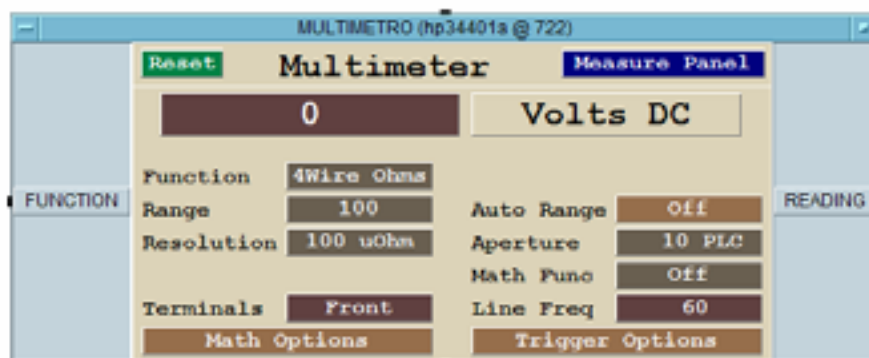 MULTIMETRO (hp34401a @ 722)
Reset Multimeter Measure Panel
0 Volts DC
Function 4Wire Ohms
FUNCTION READING
Range 100 Auto Range Off
Resolution 100 uOhm Aperture 10 PLC
Math Func Off
Terminals Front Line Freq 60
Math Options Trigger Options